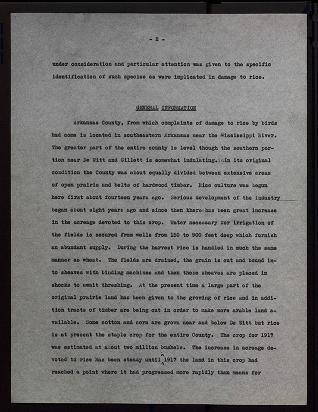 - 2 -
under consideration and particular attention was given to the specific
identification of such species as were implicated in damage to rice.
GENERAL INFORMATION
Arkansas County, from which complaints of damage to rice by birds
had come is located in southeastern Arkansas near the Mississippi River.
The greater part of the entire county is level though the southern por-
tion near De Witt and Gillett is somewhat undulating. In its original
condition the County was about equally divided between extensive areas
of open prairie and belts of hardwood timber. Rice culture was begun
here first about fourteen years ago. Serious development of the industry
began about eight years ago and since then there has been great increase
in the acreage devoted to this crop. Water necessary for irrigation of
the fields is secured from wells from 150 to 900 feet deep which furnish
an abundant supply. During the harvest rice is handled in much the same
manner as wheat. The fields are drained, the grain is cut and bound in-
to sheaves with binding machines and then these sheaves are placed in
shocks to await threshing. At the present time a large part of the
original prairie land has been given to the growing of rice and in addi-
tion tracts of timber are being cut in order to make more arable land a-
vailable. Some cotton and corn are grown near and below De Witt but rice
is at present the staple crop for the entire County. The crop for 1917
was estimated at about two million bushels. The increase in acreage de-
voted to rice has been steady until 1917 the land in this crop had
reached a point where it had progressed more rapidly than means for